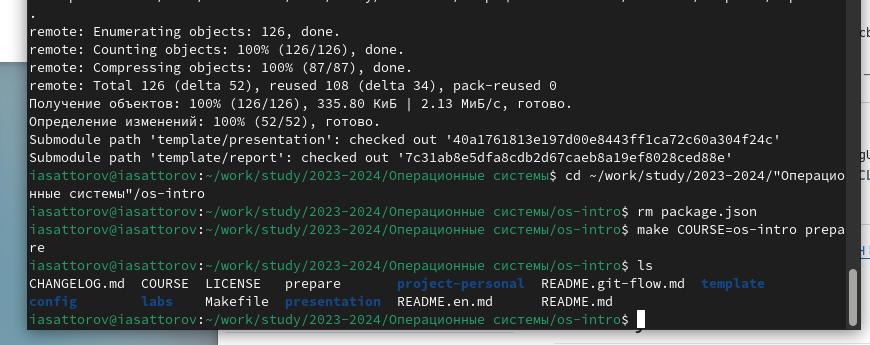 .
remote: Enumerating objects: 126, done.
remote: Counting objects: 100% (126/126), done.
remote: Compressing objects: 100% (87/87), done.
remote: Total 126 (delta 52), reused 108 (delta 34), pack-reused 0
Получение объектов: 100% (126/126), 335.80 КиБ | 2.13 МиБ/с, готово.
Определение изменений: 100% (52/52), готово.
Submodule path 'template/presentation': checked out '40a1761813e197d00e8443ff1ca72c60a304f24c'
Submodule path 'template/report': checked out '7c31ab8e5dfa8cdb2d67caeb8a19ef8028ced88e'
iasattorov@iasattorov:~/work/study/2023-2024/Операционные системы$ cd ~/work/study/2023-2024/"Операцио
нные системы"/os-intro
iasattorov@iasattorov:~/work/study/2023-2024/Операционные системы/os-intro$ rm package.json
iasattorov@iasattorov:~/work/study/2023-2024/Операционные системы/os-intro$ make COURSE=os-intro prepa
re
iasattorov@iasattorov:~/work/study/2023-2024/Операционные системы/os-intro$ ls
CHANGELOG.md COURSE LICENSE prepare project-personal README.git-flow.md template
config labs Makefile presentation README.en.md README.md
iasattorov@iasattorov:~/work/study/2023-2024/Операционные системы/os-intro$